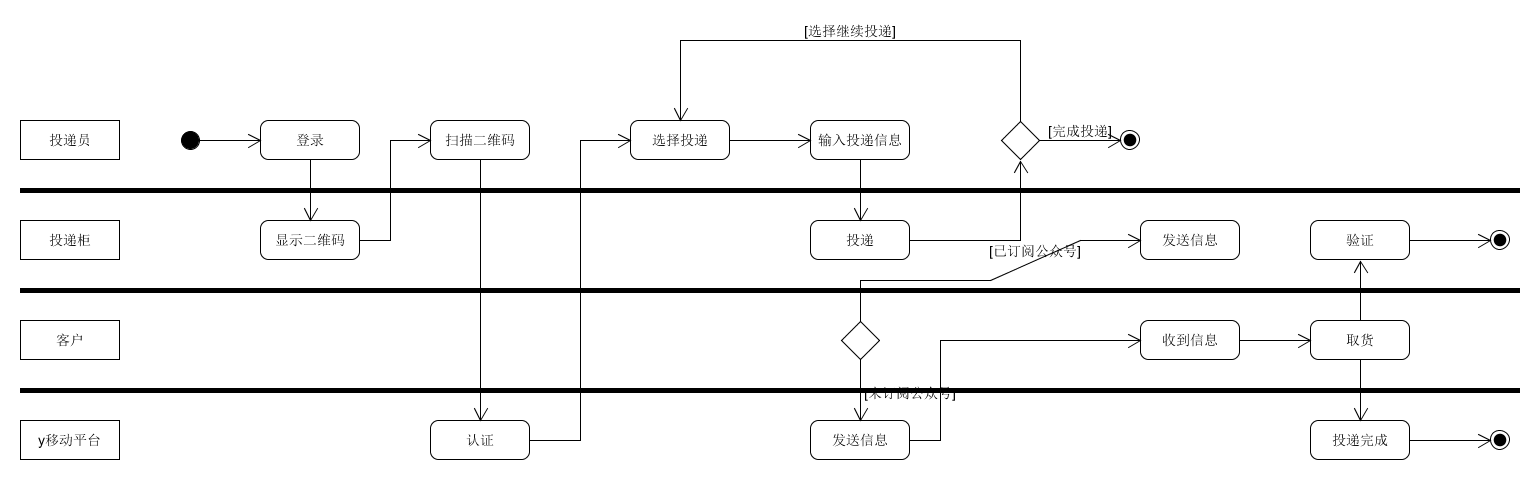 [选择继续投递]
投递员
登录
扫描二维码
选择投递
输入投递信息
[完成投递]
投递柜
显示二维码
投递
[已订阅公众号]
发送信息
验证
客户
收到信息
取货
[未订阅公众号]
y移动平台
认证
发送信息
投递完成